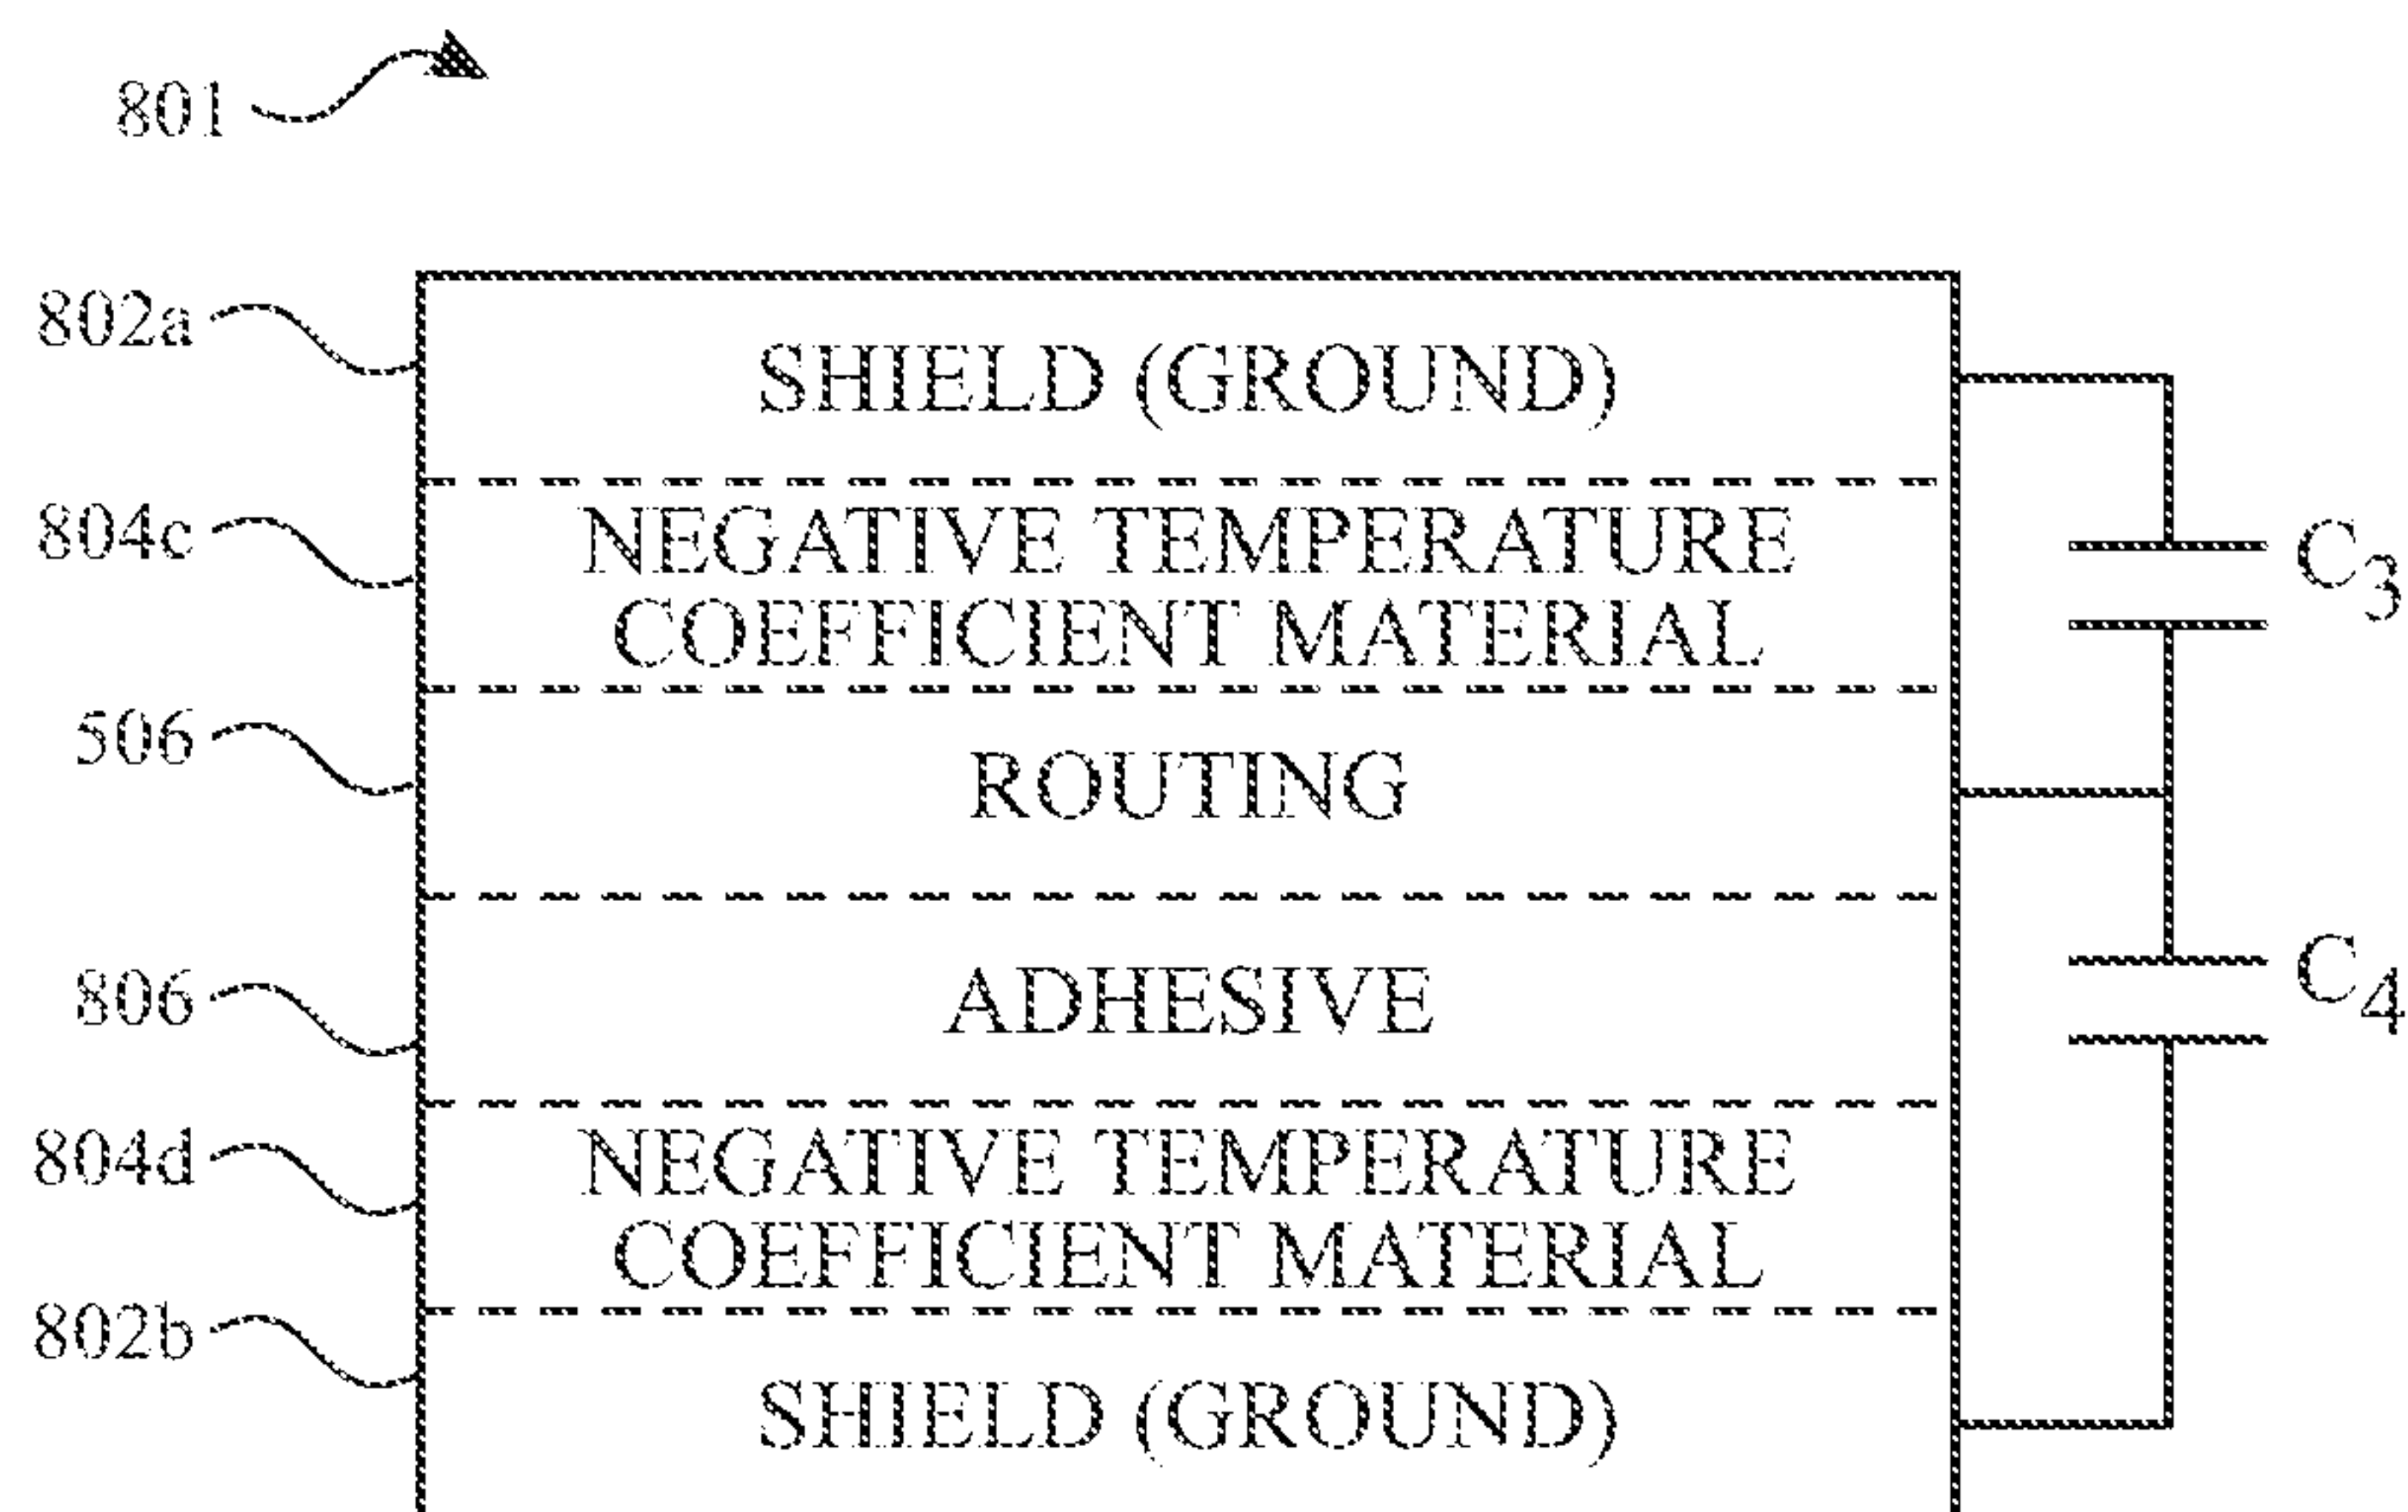 801
802a
SHIELD (GROUND)
804c
NEGATIVE TEMPERATURE
COEFFICIENT MATERIAL
C3
506
ROUTING
806
ADHESIVE
C4
804d
NEGATIVE TEMPERATURE
COEFFICIENT MATERIAL
802b
SHIELD (GROUND)